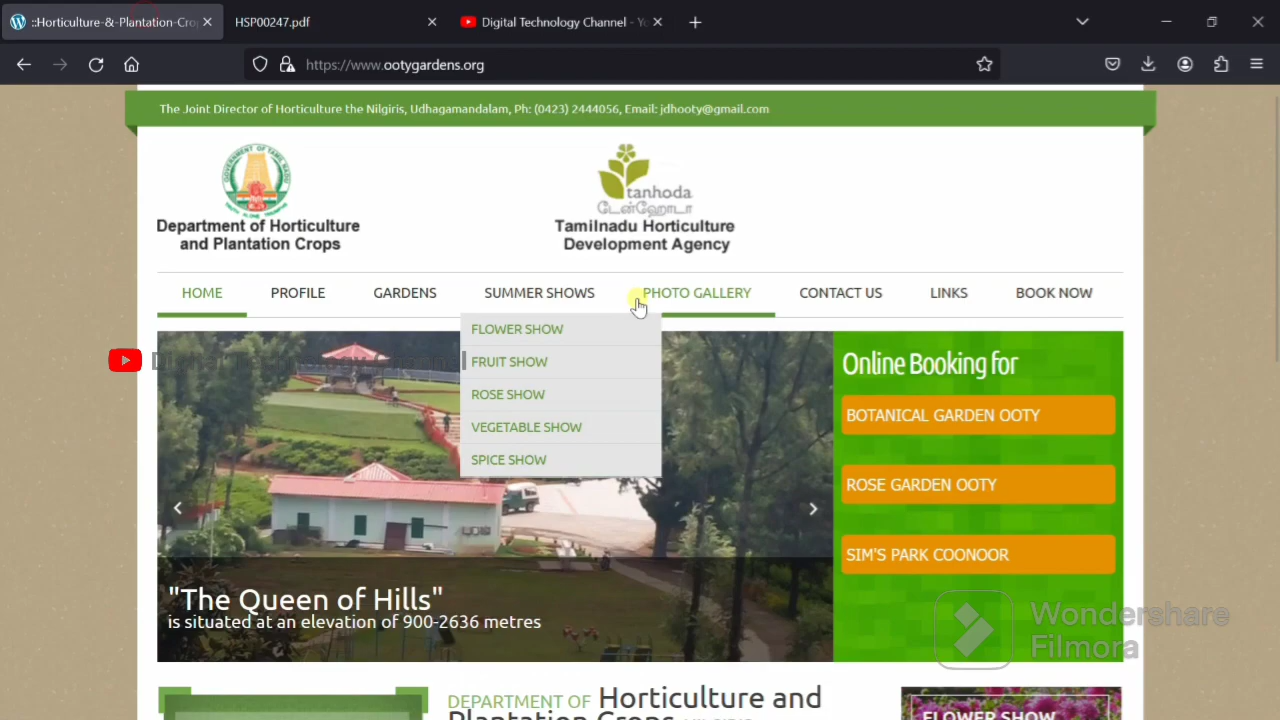 ::Horticulture-&-Plantation-Cro
HSP00247.pdf
Digital Technology Channel - Yo
https://www.ootygardens.org
The Joint Director of Horticulture the Nilgiris, Udhagamandalam, Ph: (0423) 2444056, Email: jdhooty@gmail.com
Department of Horticulture
and Plantation Crops
tanhoda
டேன்ஹோடா
Tamilnadu Horticulture
Development Agency
HOME PROFILE GARDENS SUMMER SHOWS PHOTO GALLERY CONTACT US LINKS BOOK NOW
FLOWER SHOW
FRUIT SHOW
ROSE SHOW
VEGETABLE SHOW
SPICE SHOW
Online Booking for
BOTANICAL GARDEN OOTY
ROSE GARDEN OOTY
SIM'S PARK COONOOR
"The Queen of Hills"
is situated at an elevation of 900-2636 metres
Wondershare
Filmora
DEPARTMENT OF Horticulture and
Plantation Crops NILGIRIS
FLOWER SHOW